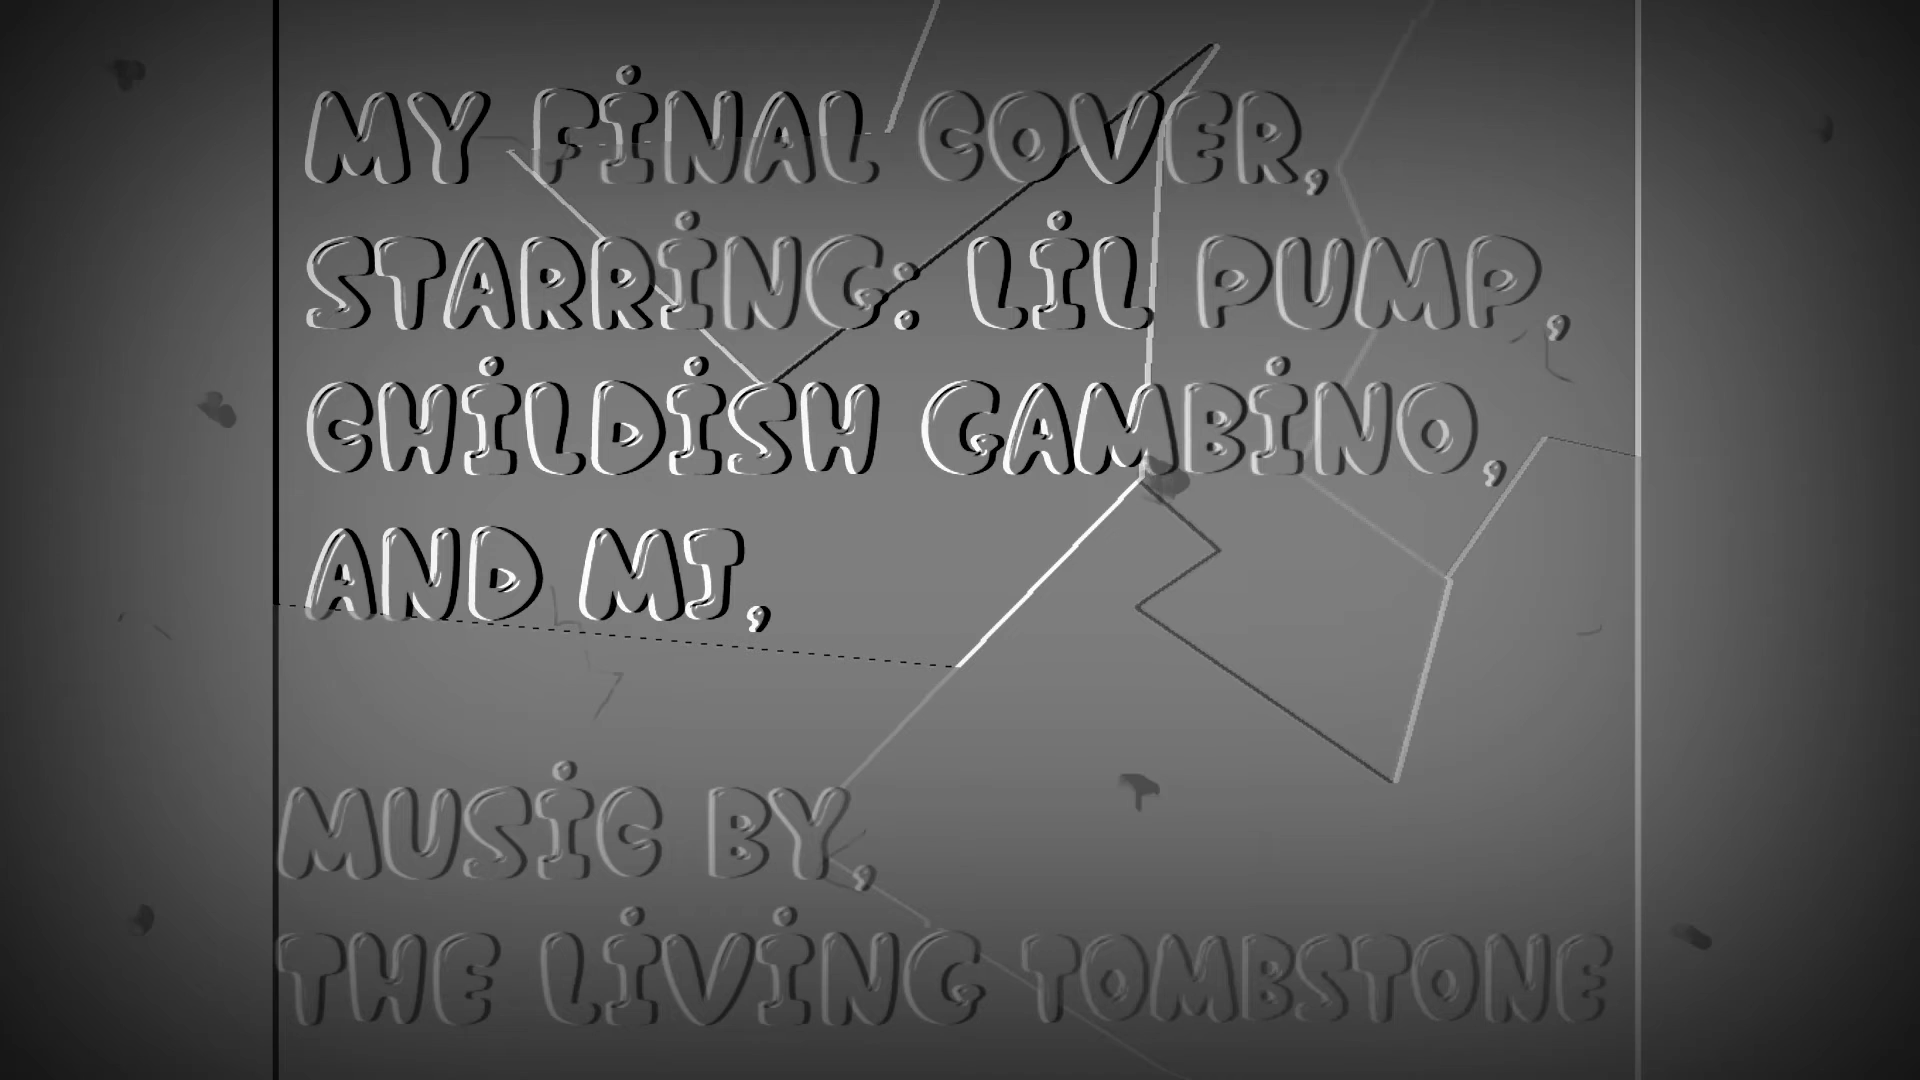 MY FİNAL COVER,
STARRİNG: LİL PUMP,
CHİLDİSH GAMBİNO,
AND MI,
MUSİC BY,
THE LİVİNG TOMBSTONE